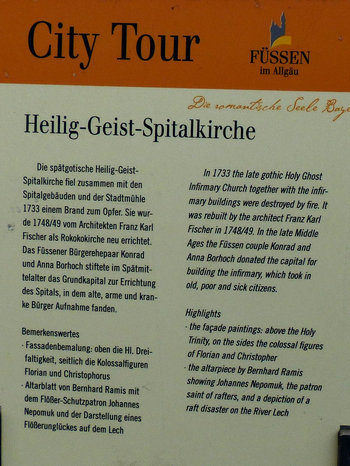 City Tour
FÜSSEN
im Allgäu
Die romantische Seele
Heilig-Geist-Spitalkirche
Die spätgotische Heilig-Geist-
Spitalkirche fiel zusammen mit den
Spitalgebäuden und der Stadtmühle
1733 einem Brand zum Opfer. Sie wur-
de 1748/49 vom Architekten Franz Karl
Fischer als Rokokokirche neu errichtet.
Das Füssener Bürgerehepaar Konrad
und Anna Borhoch stiftete im Spätmit-
telalter das Grundkapital zur Errichtung
des Spitals, in dem alte, arme und kran-
ke Bürger Aufnahme fanden.
Bemerkenswertes
- Fassadenbemalung: oben die Hl. Drei-
faltigkeit, seitlich die Kolossalfiguren
Florian und Christophorus
- Altarblatt von Bernhard Ramis mit
dem Flößer-Schutzpatron Johannes
Nepomuk und der Darstellung eines
Flößerunglückes auf dem Lech
In 1733 the late gothic Holy Ghost
Infirmary Church together with the infir-
mary buildings were destroyed by fire. It
was rebuilt by the architect Franz Karl
Fischer in 1748/49. In the late Middle
Ages the Füssen couple Konrad and
Anna Borhoch donated the capital for
building the infirmary, which took in
old, poor and sick citizens.
Highlights
- the façade paintings: above the Holy
Trinity, on the sides the colossal figures
of Florian and Christopher
- the altarpiece by Bernhard Ramis
showing Johannes Nepomuk, the patron
saint of rafters, and a depiction of a
raft disaster on the River Lech